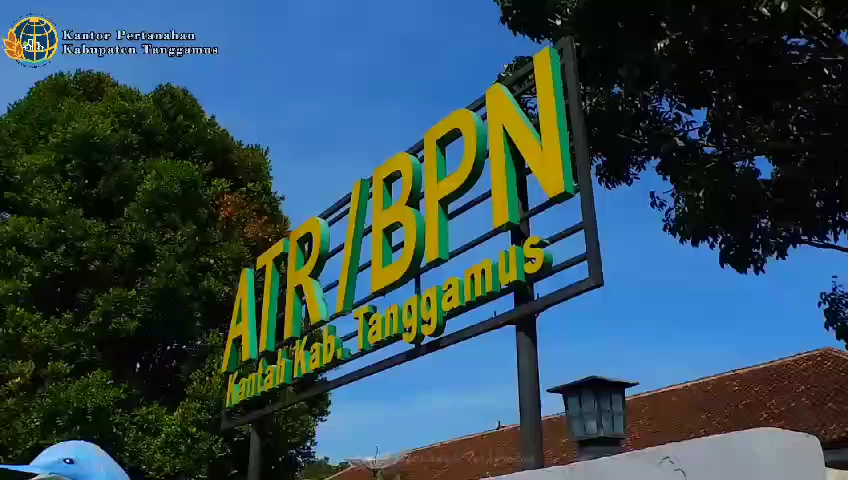 Kantor Pertanahan
Kabupaten Tanggamus
ATR/BPN
Kantah Kab. Tanggamus